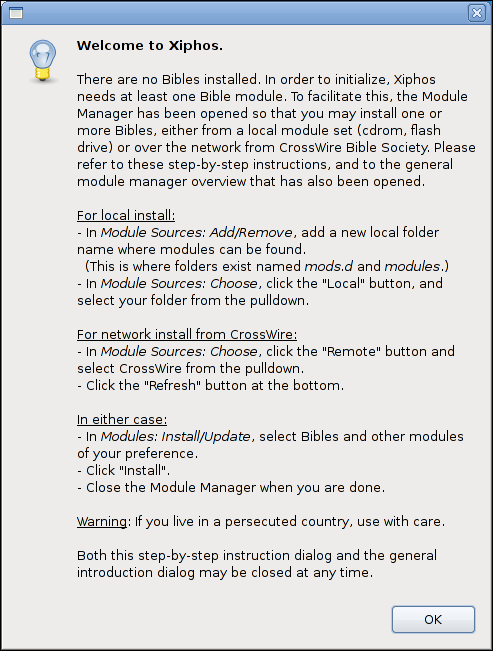 Welcome to Xiphos.
There are no Bibles installed. In order to initialize, Xiphos
needs at least one Bible module. To facilitate this, the Module
Manager has been opened so that you may install one or
more Bibles, either from a local module set (cdrom, flash
drive) or over the network from CrossWire Bible Society. Please
refer to these step-by-step instructions, and to the general
module manager overview that has also been opened.
For local install:
- In Module Sources: Add/Remove, add a new local folder
name where modules can be found.
(This is where folders exist named mods.d and modules.)
- In Module Sources: Choose, click the "Local" button, and
select your folder from the pulldown.
For network install from CrossWire:
- In Module Sources: Choose, click the "Remote" button and
select CrossWire from the pulldown.
- Click the "Refresh" button at the bottom.
In either case:
- In Modules: Install/Update, select Bibles and other modules
of your preference.
- Click "Install".
- Close the Module Manager when you are done.
Warning: If you live in a persecuted country, use with care.
Both this step-by-step instruction dialog and the general
introduction dialog may be closed at any time.
OK